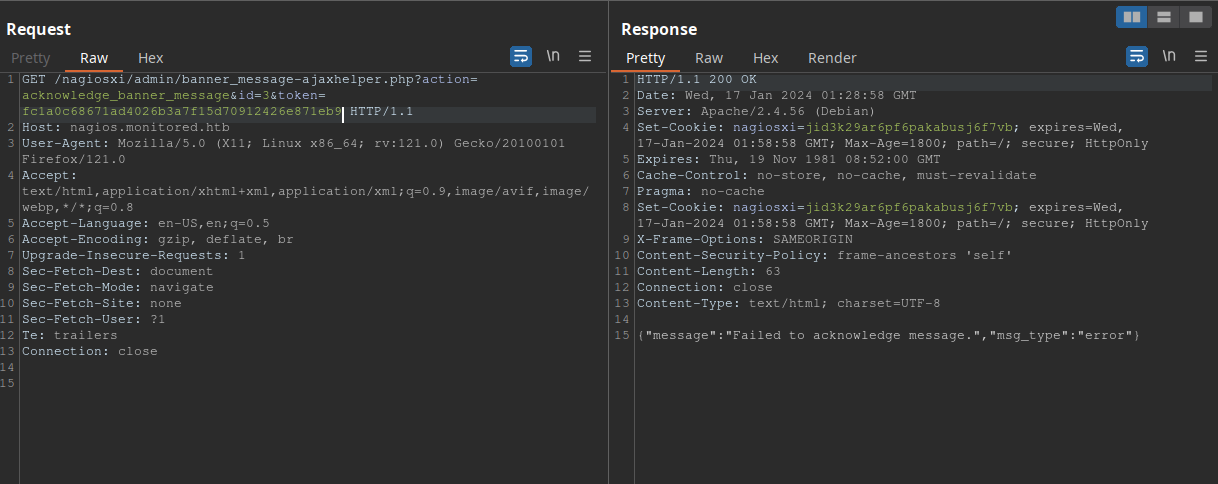 Request
Pretty Raw Hex \n
1 GET /nagiosxi/admin/banner_message-ajaxhelper.php?action=
acknowledge_banner_message&id=3&token=
fc1a0c68671ad4026b3a7f15d70912426e871eb9 HTTP/1.1
2 Host: nagios.monitored.htb
3 User-Agent: Mozilla/5.0 (X11; Linux x86_64; rv:121.0) Gecko/20100101
Firefox/121.0
4 Accept:
text/html,application/xhtml+xml,application/xml;q=0.9,image/avif,image/
webp,*/*;q=0.8
5 Accept-Language: en-US,en;q=0.5
6 Accept-Encoding: gzip, deflate, br
7 Upgrade-Insecure-Requests: 1
8 Sec-Fetch-Dest: document
9 Sec-Fetch-Mode: navigate
10 Sec-Fetch-Site: none
11 Sec-Fetch-User: ?1
12 Te: trailers
13 Connection: close
14
15
Response
Pretty Raw Hex Render \n
1 HTTP/1.1 200 OK
2 Date: Wed, 17 Jan 2024 01:28:58 GMT
3 Server: Apache/2.4.56 (Debian)
4 Set-Cookie: nagiosxi=jid3k29ar6pf6pakabusj6f7vb; expires=Wed,
17-Jan-2024 01:58:58 GMT; Max-Age=1800; path=/; secure; HttpOnly
5 Expires: Thu, 19 Nov 1981 08:52:00 GMT
6 Cache-Control: no-store, no-cache, must-revalidate
7 Pragma: no-cache
8 Set-Cookie: nagiosxi=jid3k29ar6pf6pakabusj6f7vb; expires=Wed,
17-Jan-2024 01:58:58 GMT; Max-Age=1800; path=/; secure; HttpOnly
9 X-Frame-Options: SAMEORIGIN
10 Content-Security-Policy: frame-ancestors 'self'
11 Content-Length: 63
12 Connection: close
13 Content-Type: text/html; charset=UTF-8
14
15 {"message":"Failed to acknowledge message.","msg_type":"error"}